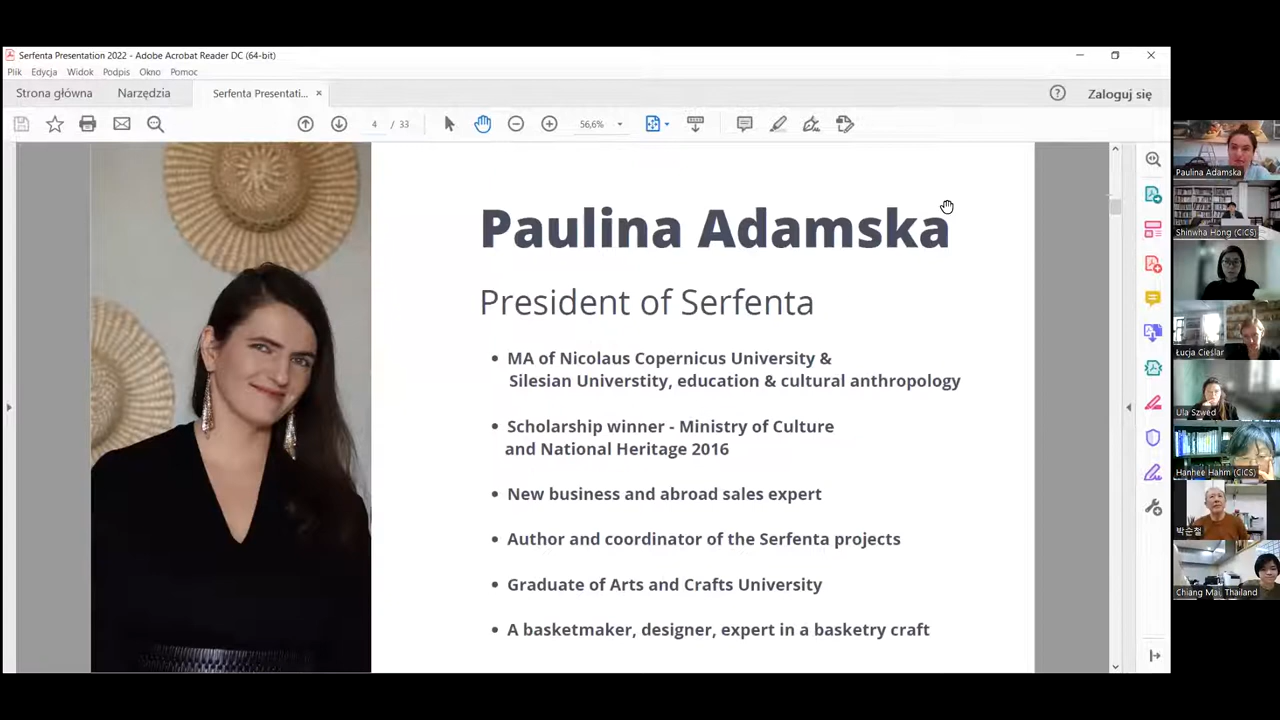 Serfenta Presentation 2022 - Adobe Acrobat Reader DC (64-bit)
Plik Edycja Widok Podpis Okno Pomoc
Strona główna Narzędzia Serfenta Presentati... × Zaloguj się
4 / 33 56,6%
Paulina Adamska
President of Serfenta
• MA of Nicolaus Copernicus University &
Silesian Universtity, education & cultural anthropology
• Scholarship winner - Ministry of Culture
and National Heritage 2016
• New business and abroad sales expert
• Author and coordinator of the Serfenta projects
• Graduate of Arts and Crafts University
• A basketmaker, designer, expert in a basketry craft
Paulina Adamska
Shinwha Hong (CICS)
Łucja Cieślar
Ula Szwed
Hanhee Hahm (CICS)
박순철
Chiang Mai, Thailand